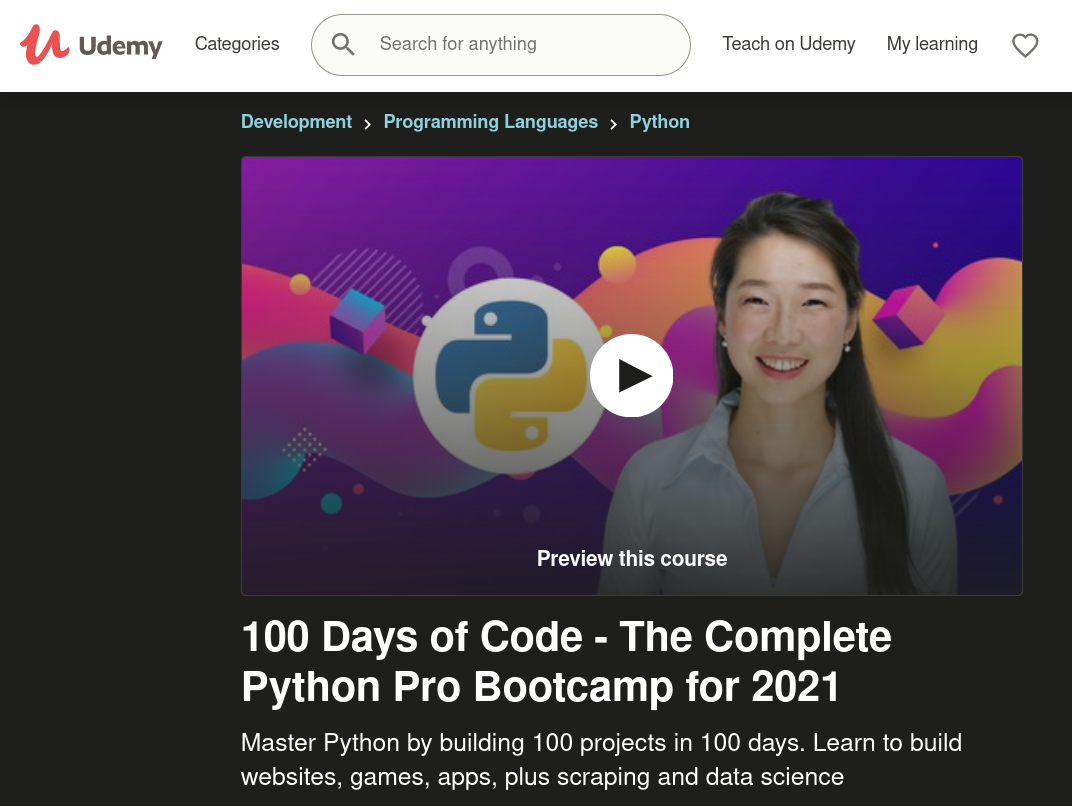 Udemy
Categories
Search for anything
Teach on Udemy
My learning
Development > Programming Languages > Python
Preview this course
100 Days of Code - The Complete
Python Pro Bootcamp for 2021
Master Python by building 100 projects in 100 days. Learn to build
websites, games, apps, plus scraping and data science